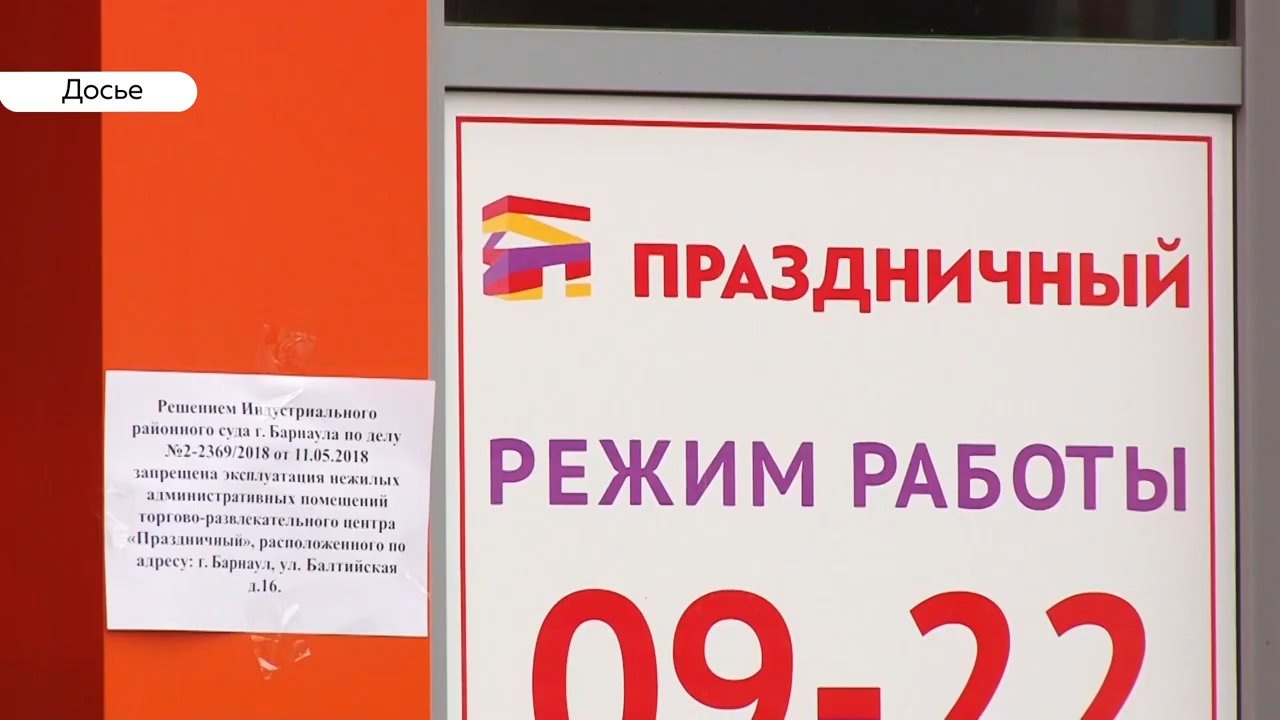 Досье
ПРАЗДНИЧНЫЙ
РЕЖИМ РАБОТЫ
09-22
Решением Индустриального
районного суда г. Барнаула по делу
№2-2369/2018 от 11.05.2018
запрещена эксплуатация нежилых
административных помещений
торгово-развлекательного центра
«Праздничный», расположенного по
адресу: г. Барнаул, ул. Балтийская
д.16.